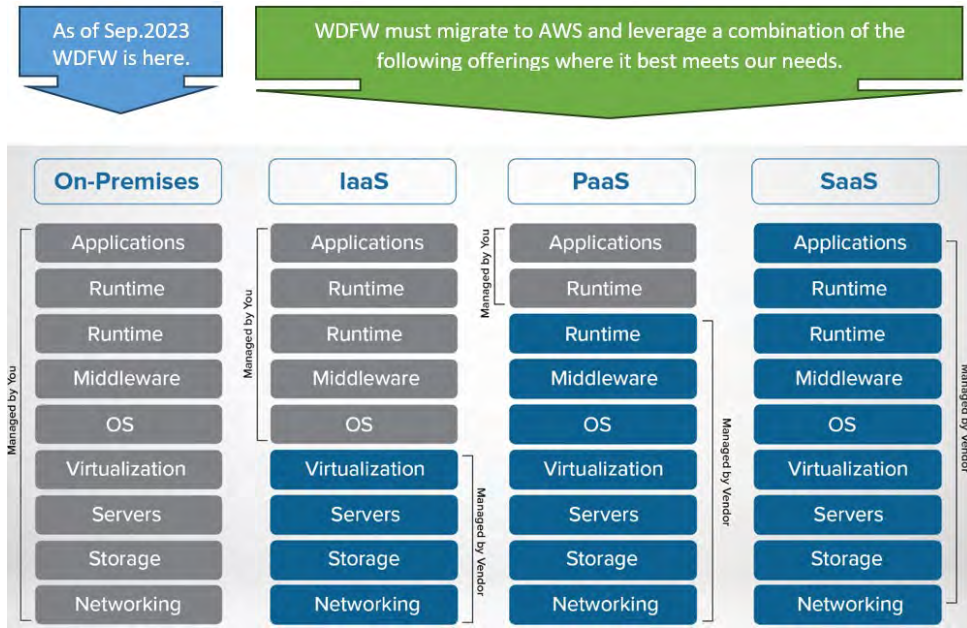 As of Sep.2023
WDFW is here.
WDFW must migrate to AWS and leverage a combination of the
following offerings where it best meets our needs.
On-Premises
Applications
Runtime
Runtime
Middleware
OS
Virtualization
Servers
Storage
Networking
Managed by You
IaaS
Applications
Runtime
Runtime
Middleware
OS
Virtualization
Servers
Storage
Networking
Managed by You
Managed by Vendor
PaaS
Applications
Runtime
Runtime
Middleware
OS
Virtualization
Servers
Storage
Networking
Managed by You
Managed by Vendor
SaaS
Applications
Runtime
Runtime
Middleware
OS
Virtualization
Servers
Storage
Networking
Managed by Vendor